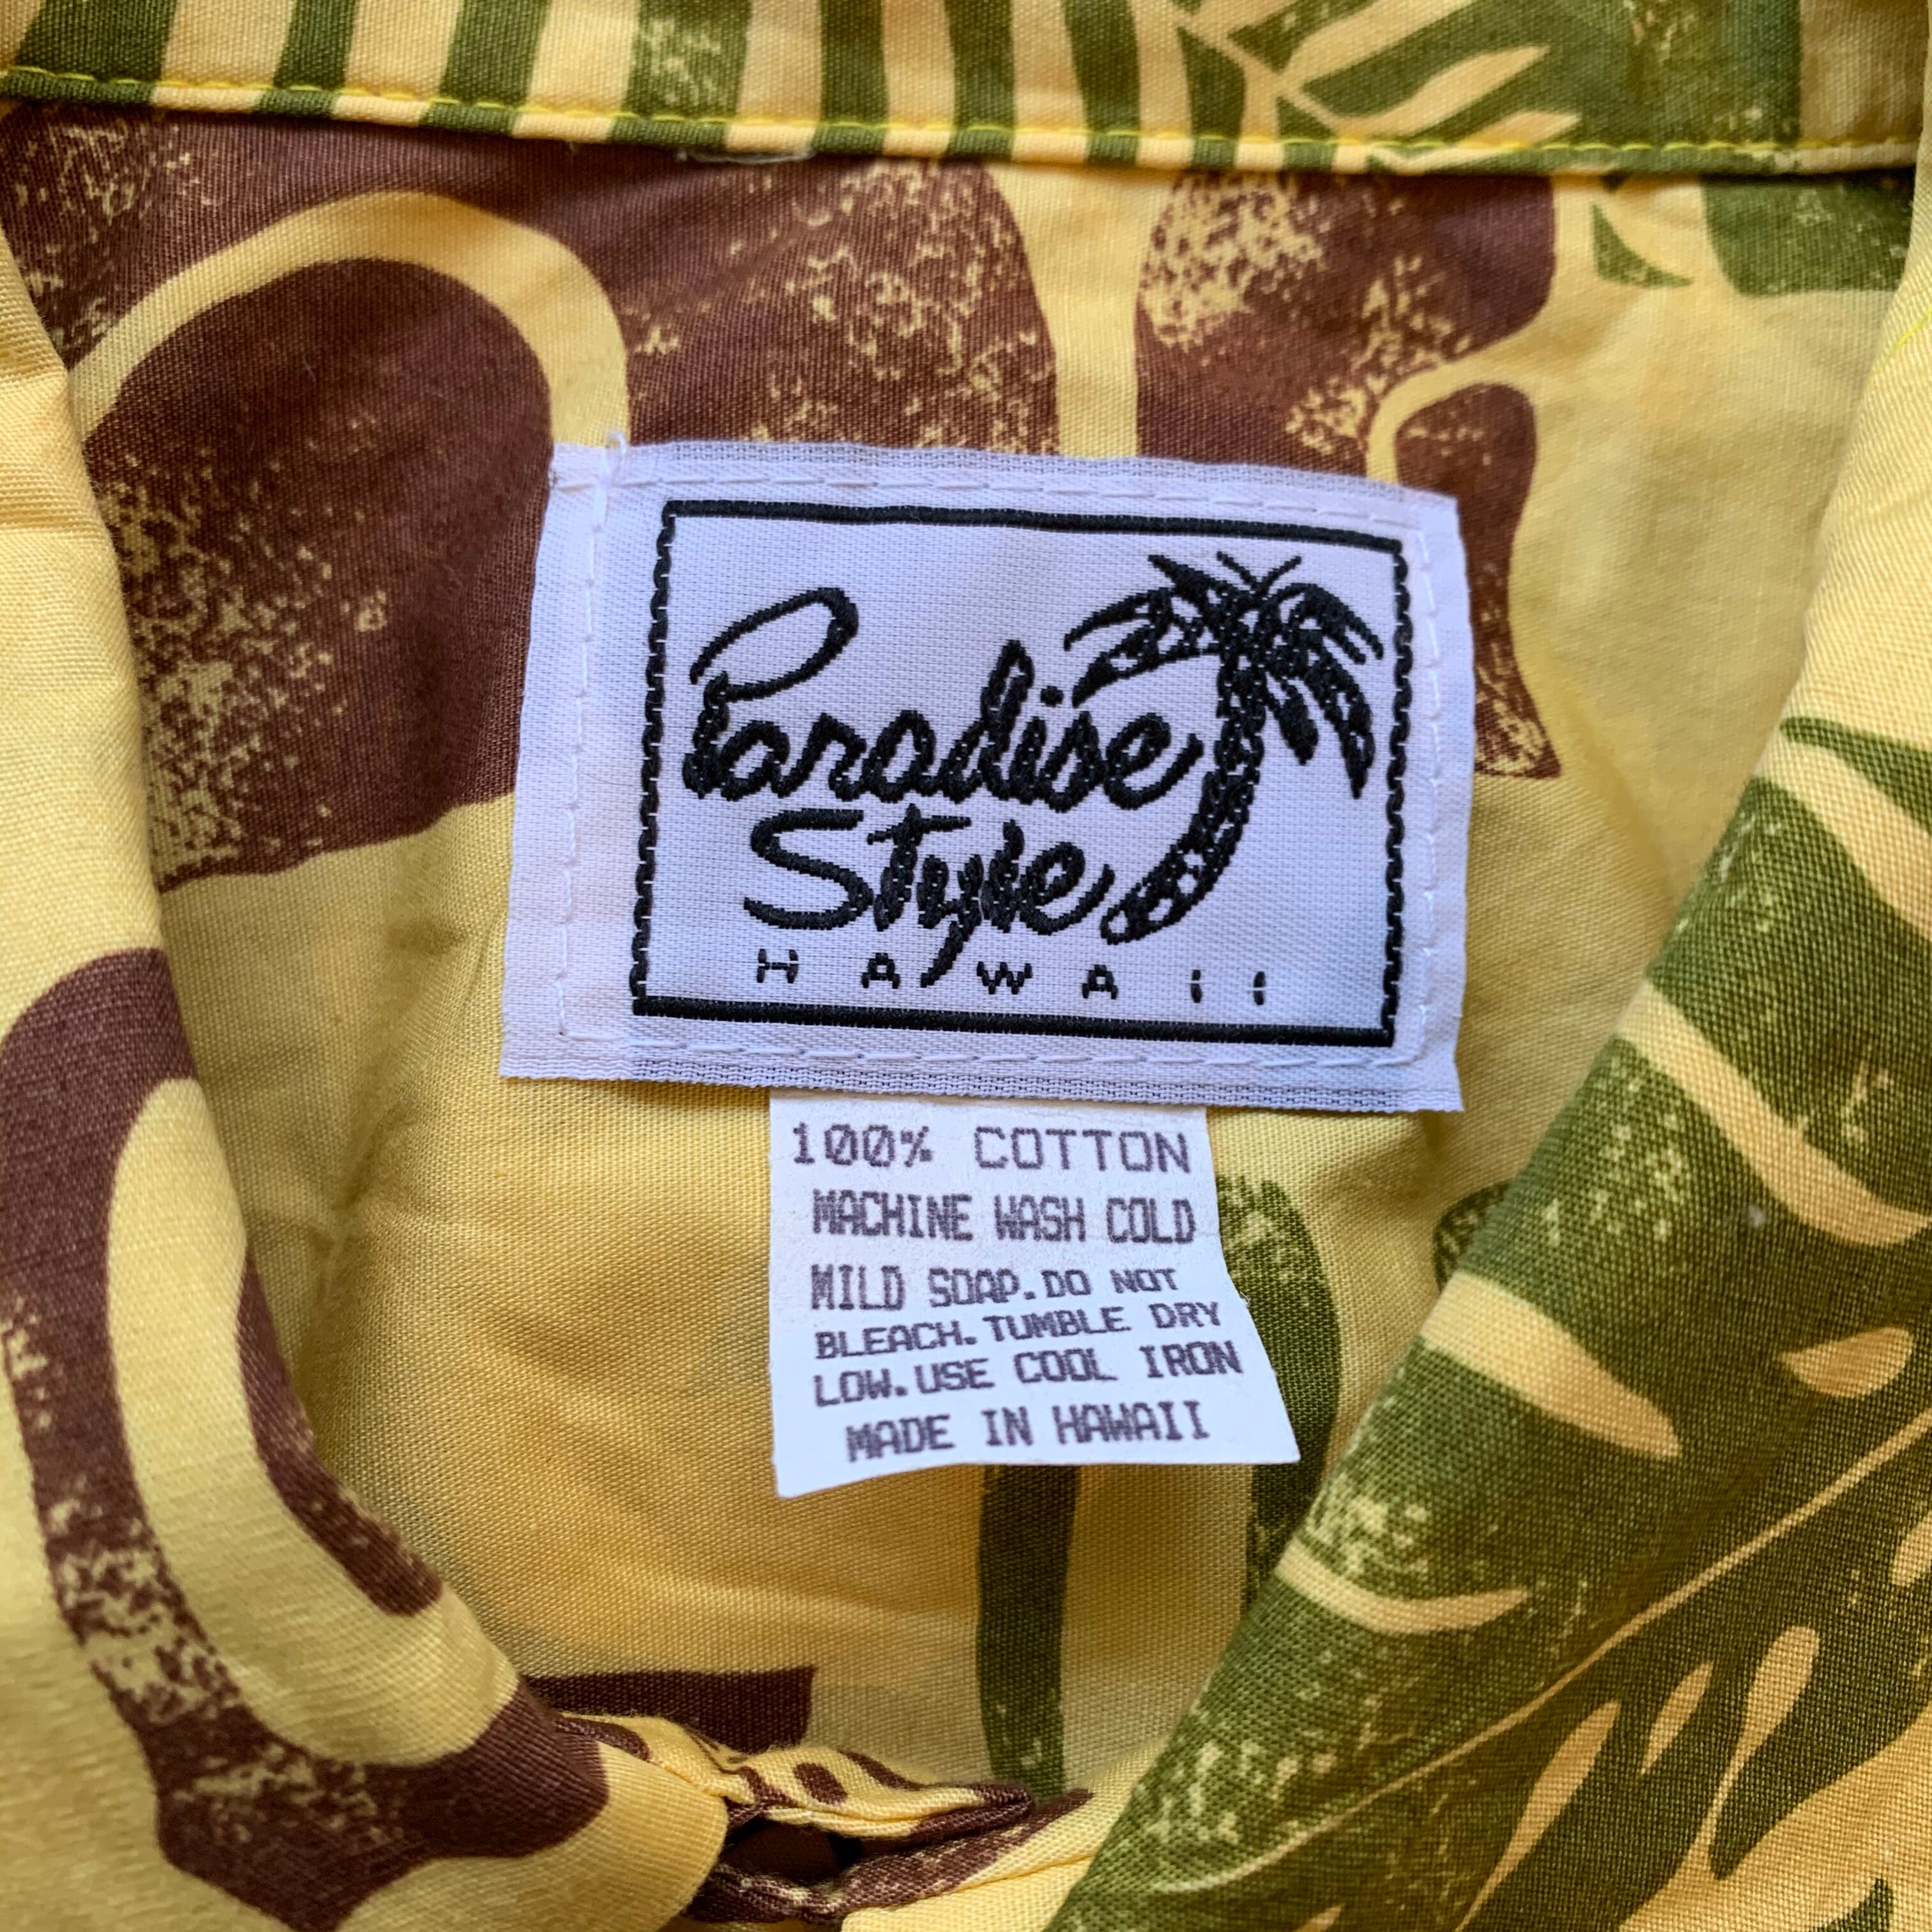 Paradise
Style
HAWAII
100% COTTON
MACHINE WASH COLD
MILD SOAP.DO NOT
BLEACH.TUMBLE DRY
LOW.USE COOL IRON
MADE IN HAWAII